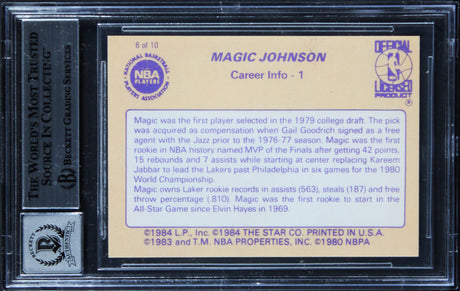 6 of 10
MAGIC JOHNSON
Career Info - 1
NATIONAL BASKETBALL
NBA
PLAYERS
PLAYERS ASSOCIATION
OFFICIAL
NBA
LICENSED
PRODUCT
®
Magic was the first player selected in the 1979 college draft. The pick
was acquired as compensation when Gail Goodrich signed as a free
agent with the Jazz prior to the 1976-77 season. Magic was the first
rookie in NBA history named MVP of the Finals after getting 42 points,
15 rebounds and 7 assists while starting at center replacing Kareem
Jabbar to lead the Lakers past Philadelphia in six games for the 1980
World Championship.
Magic owns Laker rookie records in assists (563), steals (187) and free
throw percentage (.810). Magic was the first rookie to start in the
All-Star Game since Elvin Hayes in 1969.
©1984 L.P., Inc. ©1984 THE STAR CO. PRINTED IN U.S.A.
©1983 and T.M. NBA PROPERTIES, INC. ©1980 NBPA
THE WORLD'S MOST TRUSTED
SOURCE IN COLLECTING™
BECKETT GRADING SERVICES
B